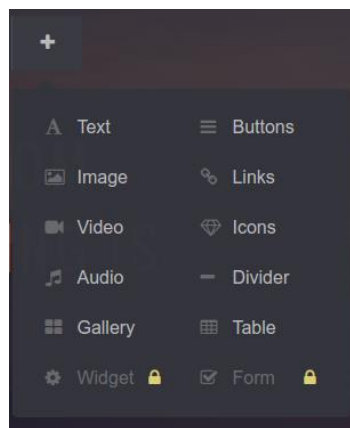 Text Buttons
Image Links
Video Icons
Audio Divider
Gallery Table
Widget Form